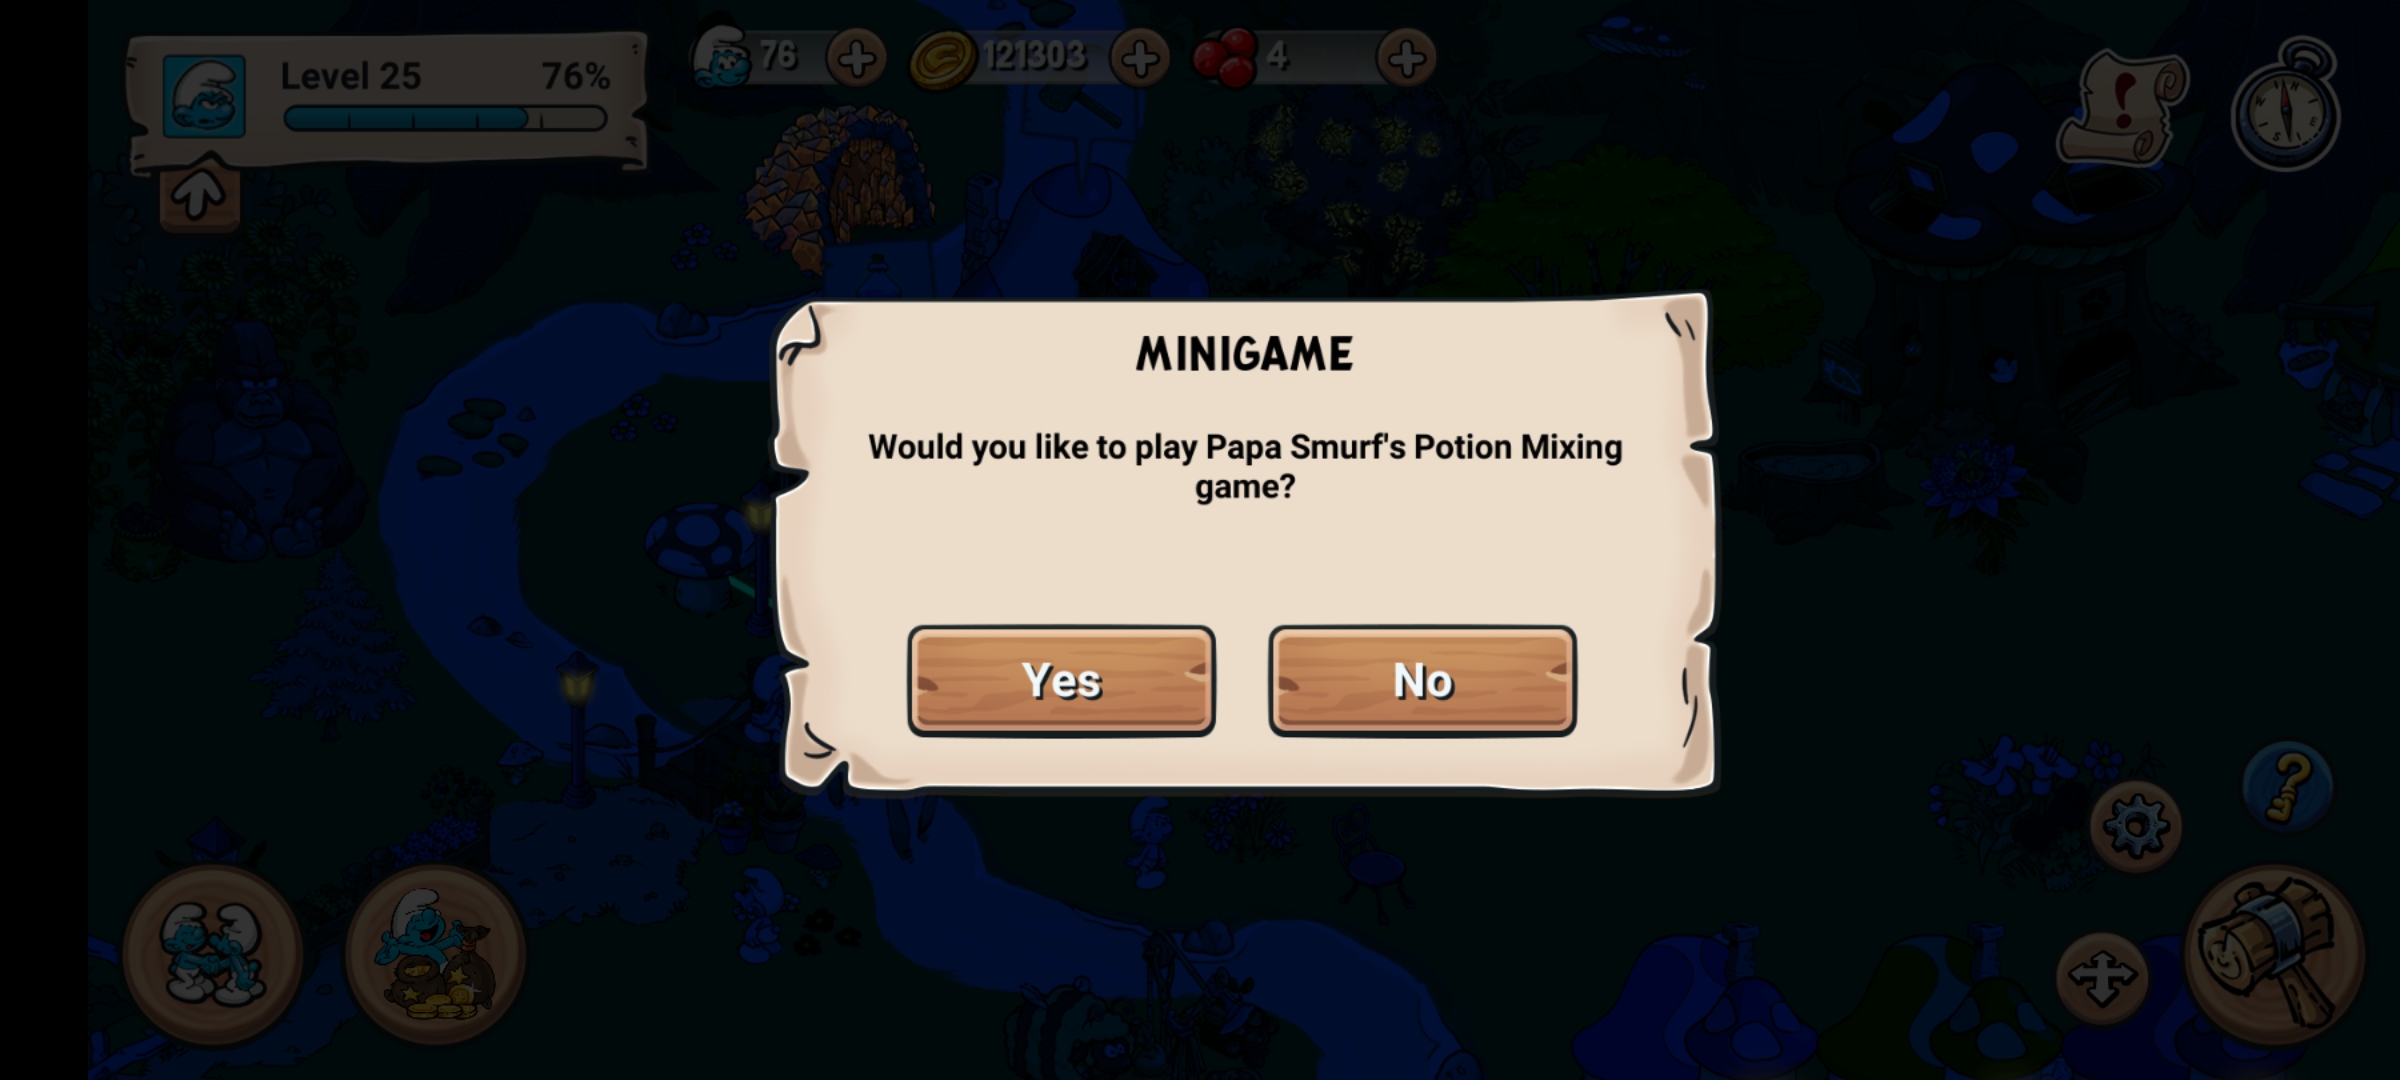 Level 25 76%
76
121303
4
MINIGAME
Would you like to play Papa Smurf's Potion Mixing
game?
Yes No